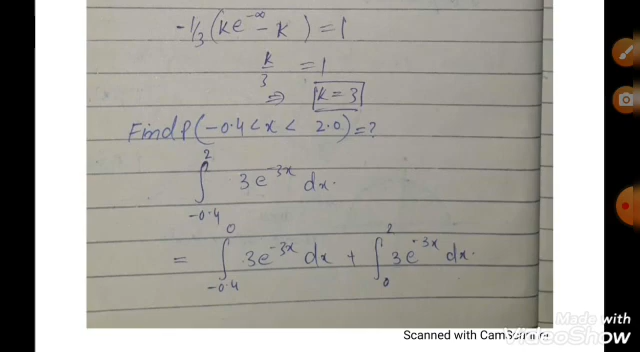 -1/3 (ke^{-∞} - k) = 1
k/3 = 1
⇒ k = 3
Find P(-0.4 < x < 2.0) = ?
∫_{-0.4}^{2} 3e^{-3x} dx.
= ∫_{-0.4}^{0} 3e^{-3x} dx + ∫_{0}^{2} 3e^{-3x} dx.
Made with
VideoShow
Scanned with CamScanner